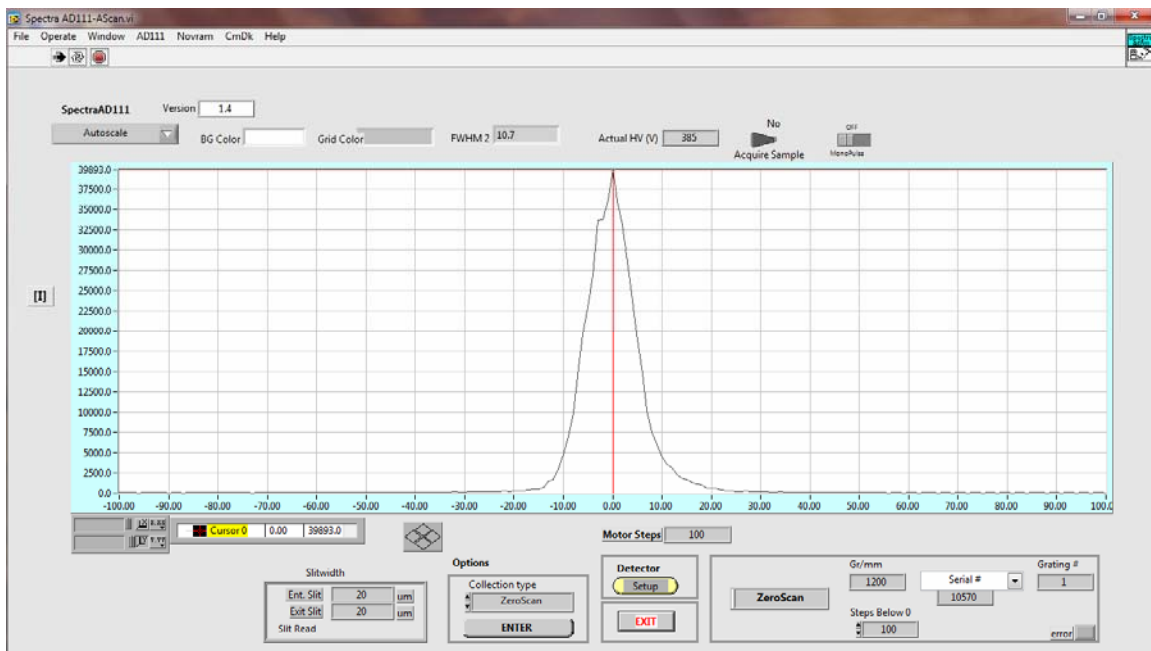 Spectra AD111-AScan.vi
File Operate Window AD111 Novram CmDk Help
SpectraAD111 Version 1.4
Autoscale BG Color Grid Color FWHM 2 10.7 Actual HV (V) 385 No OFF
Acquire Sample MonoPulse
39893.0
37500.0
35000.0
32500.0
30000.0
27500.0
25000.0
22500.0
20000.0
17500.0
15000.0
12500.0
10000.0
7500.0
5000.0
2500.0
0.0
[I]
-100.00 -90.00 -80.00 -70.00 -60.00 -50.00 -40.00 -30.00 -20.00 -10.00 0.00 10.00 20.00 30.00 40.00 50.00 60.00 70.00 80.00 90.00 100.0
Cursor 0 0.00 39893.0
Motor Steps 100
Slitwidth
Ent. Slit 20 um
Exit Slit 20 um
Slit Read
Options
Collection type
ZeroScan
ENTER
Detector
Setup
EXIT
ZeroScan
Gr/mm
1200
Serial #
10570
Grating #
1
Steps Below 0
100
error